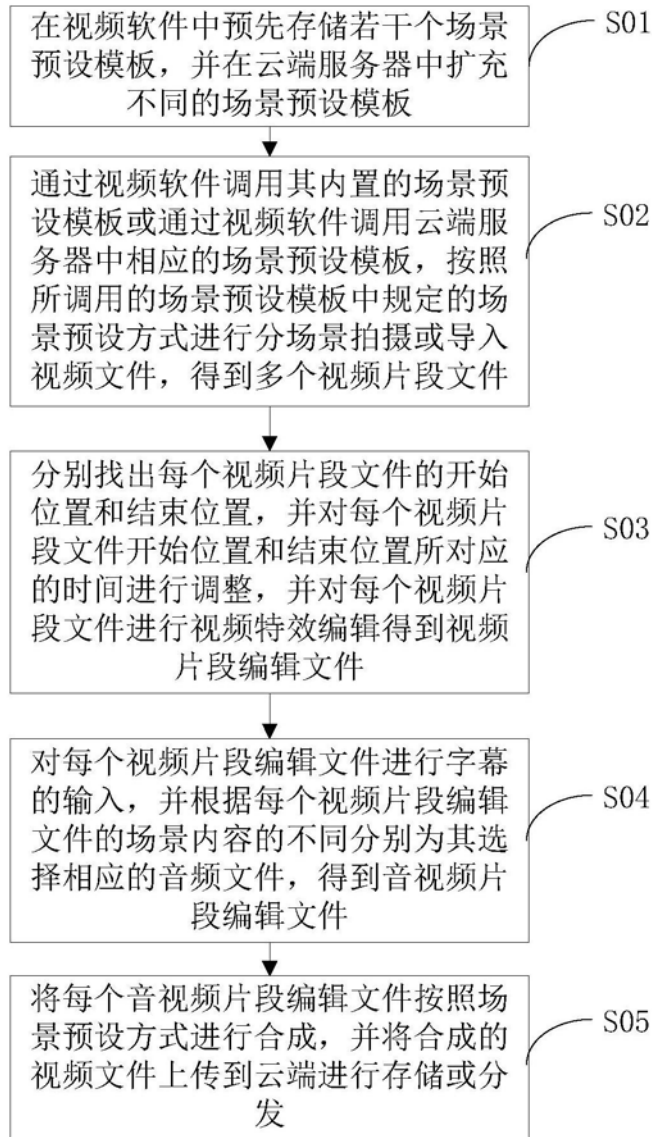 在视频软件中预先存储若干个场景
预设模板，并在云端服务器中扩充
不同的场景预设模板
S01
通过视频软件调用其内置的场景预
设模板或通过视频软件调用云端服
务器中相应的场景预设模板，按照
所调用的场景预设模板中规定的场
景预设方式进行分场景拍摄或导入
视频文件，得到多个视频片段文件
S02
分别找出每个视频片段文件的开始
位置和结束位置，并对每个视频片
段文件开始位置和结束位置所对应
的时间进行调整，并对每个视频片
段文件进行视频特效编辑得到视频
片段编辑文件
S03
对每个视频片段编辑文件进行字幕
的输入，并根据每个视频片段编辑
文件的场景内容的不同分别为其选
择相应的音频文件，得到音视频片
段编辑文件
S04
将每个音视频片段编辑文件按照场
景预设方式进行合成，并将合成的
视频文件上传到云端进行存储或分
发
S05